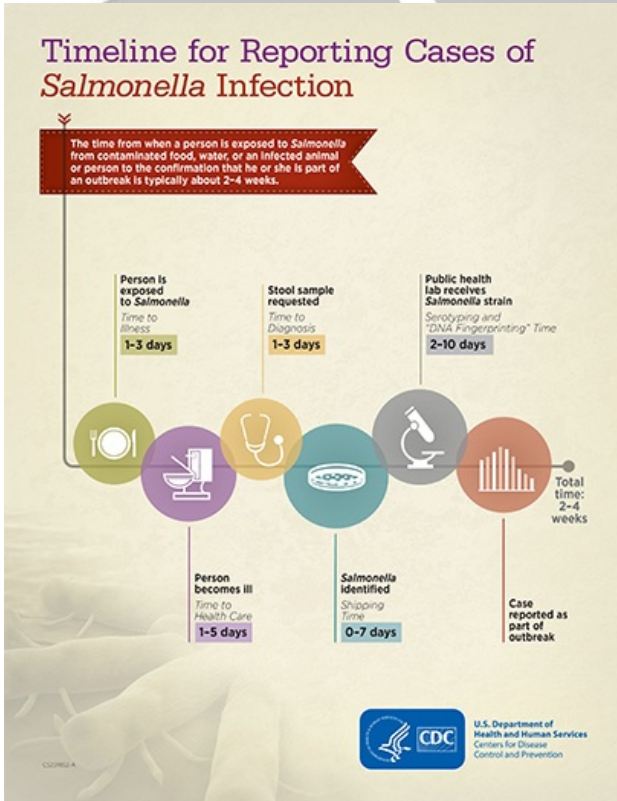 Timeline for Reporting Cases of
Salmonella Infection
The time from when a person is exposed to Salmonella
from contaminated food, water, or an infected animal
or person to the confirmation that he or she is part of
an outbreak is typically about 2–4 weeks.
Person is
exposed
to Salmonella
Time to
Illness
1–3 days
Stool sample
requested
Time to
Diagnosis
1–3 days
Public health
lab receives
Salmonella strain
Serotyping and
"DNA Fingerprinting" Time
2–10 days
Total
time:
2–4
weeks
Person
becomes ill
Time to
Health Care
1–5 days
Salmonella
identified
Shipping
Time
0–7 days
Case
reported as
part of
outbreak
CDC
U.S. Department of
Health and Human Services
Centers for Disease
Control and Prevention